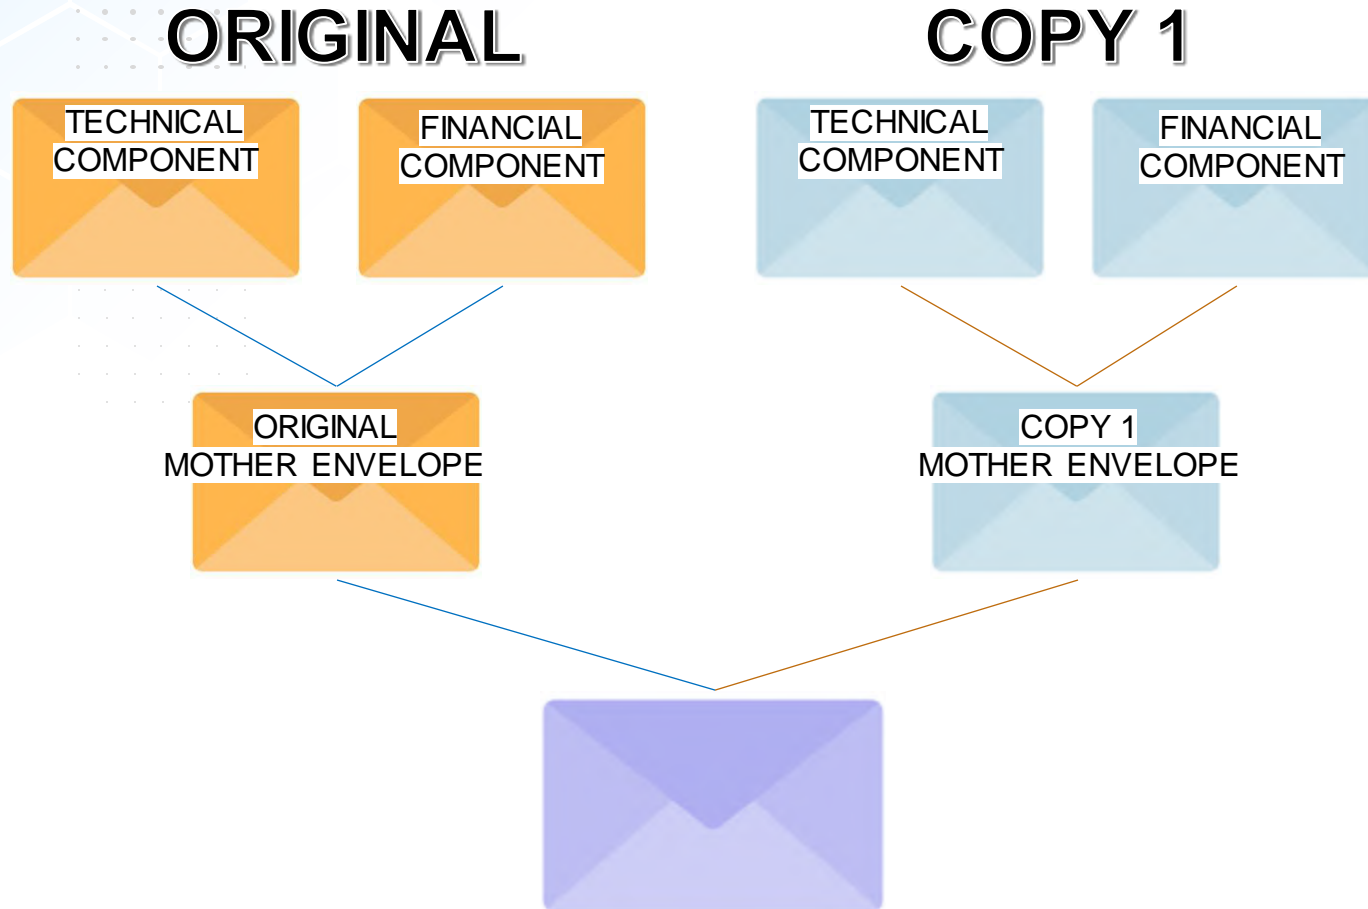 ORIGINAL
COPY 1
TECHNICAL
COMPONENT
FINANCIAL
COMPONENT
TECHNICAL
COMPONENT
FINANCIAL
COMPONENT
ORIGINAL
MOTHER ENVELOPE
COPY 1
MOTHER ENVELOPE